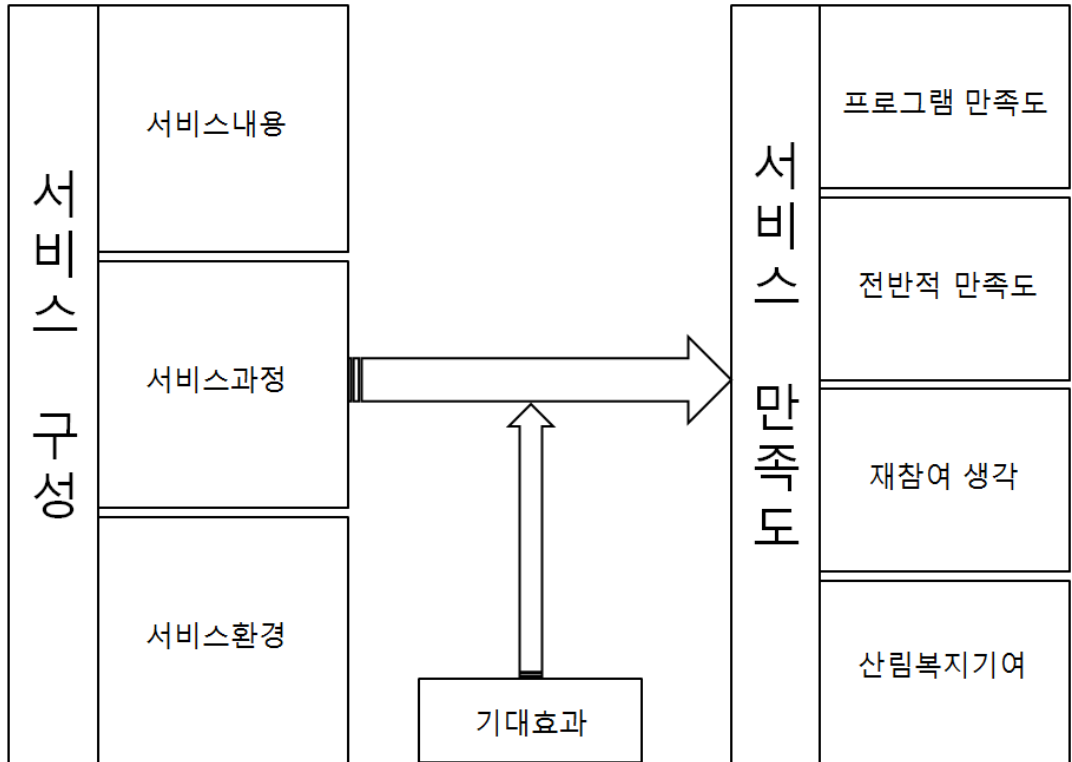 서비스 구성
서비스내용
서비스과정
서비스환경
기대효과
서비스 만족도
프로그램 만족도
전반적 만족도
재참여 생각
산림복지기여